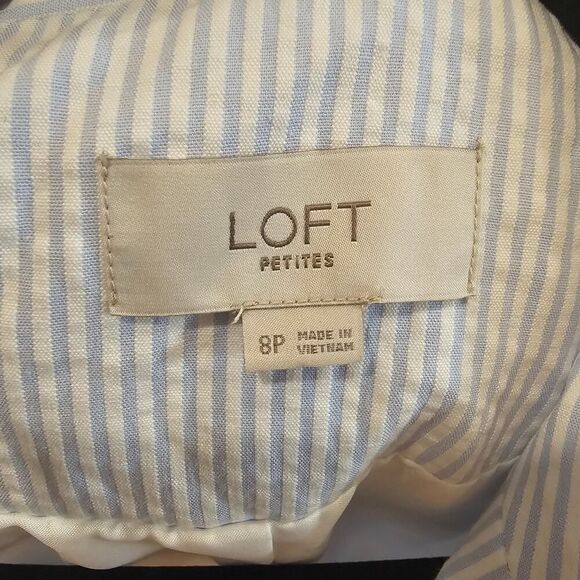 LOFT
PETITES
8P MADE IN
VIETNAM